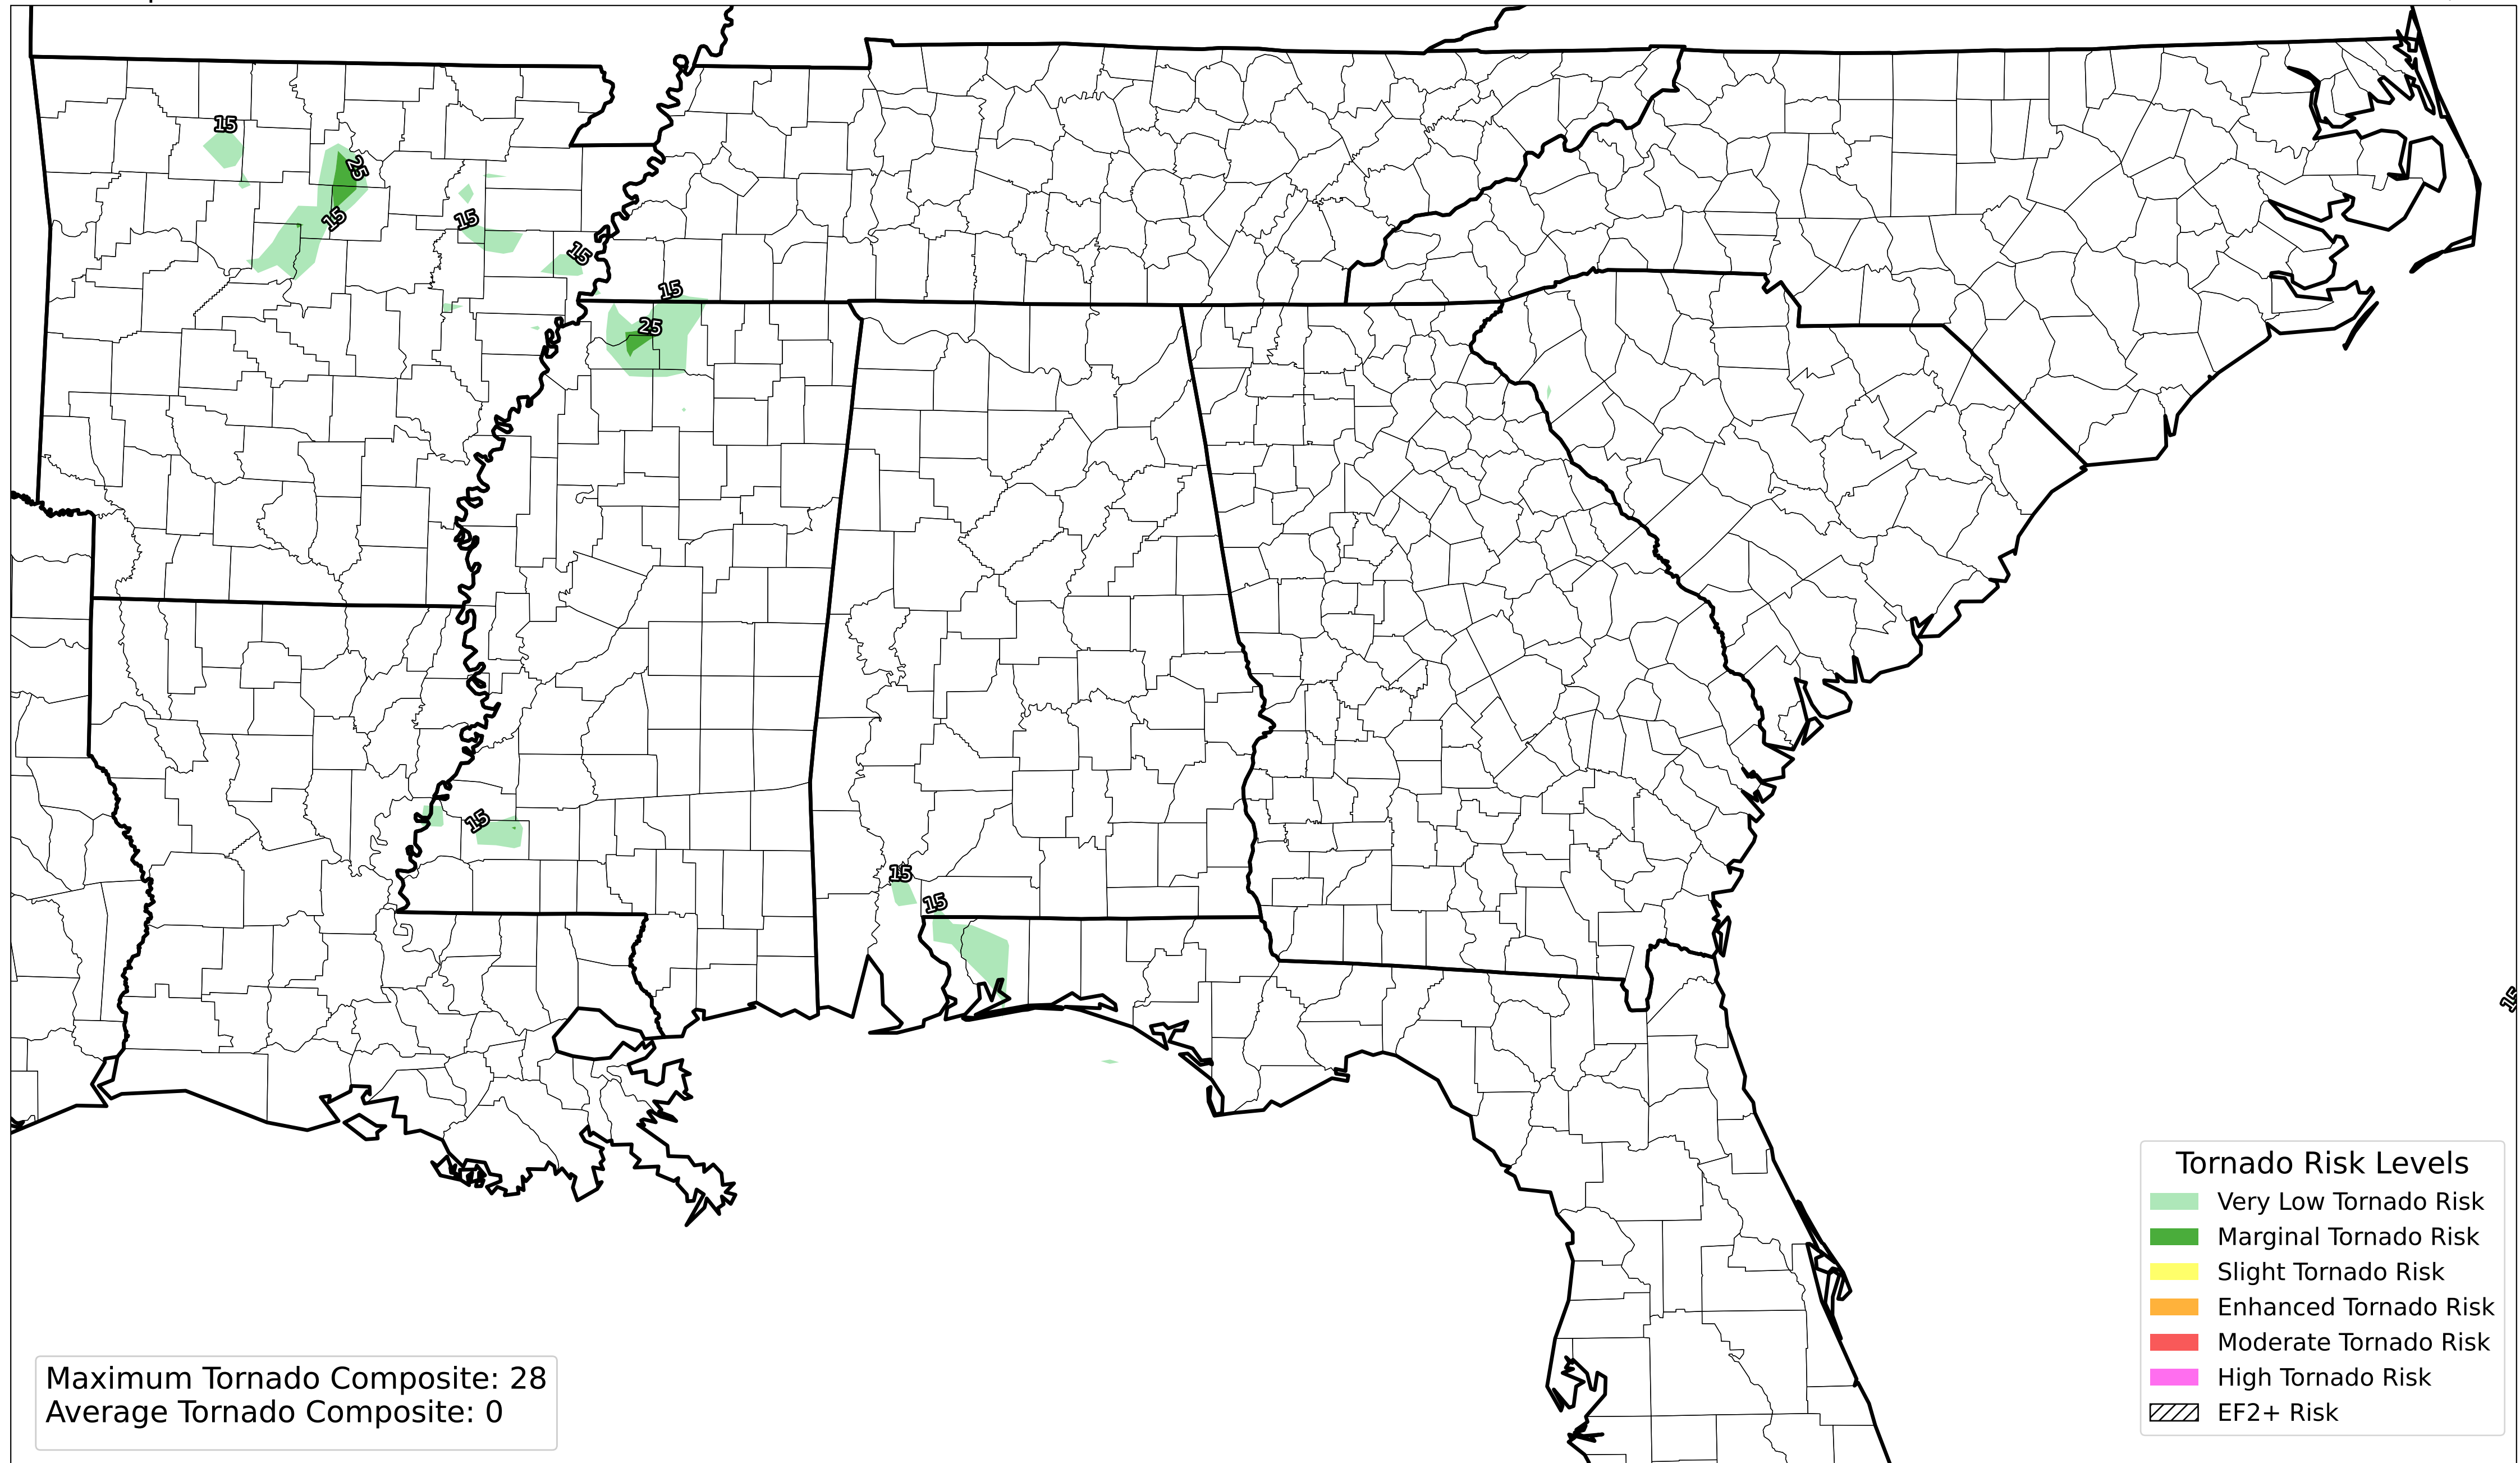 15
25
15
15
15
15
25
15
15
15
15
Tornado Risk Levels
Very Low Tornado Risk
Marginal Tornado Risk
Slight Tornado Risk
Enhanced Tornado Risk
Moderate Tornado Risk
High Tornado Risk
EF2+ Risk
Maximum Tornado Composite: 28
Average Tornado Composite: 0